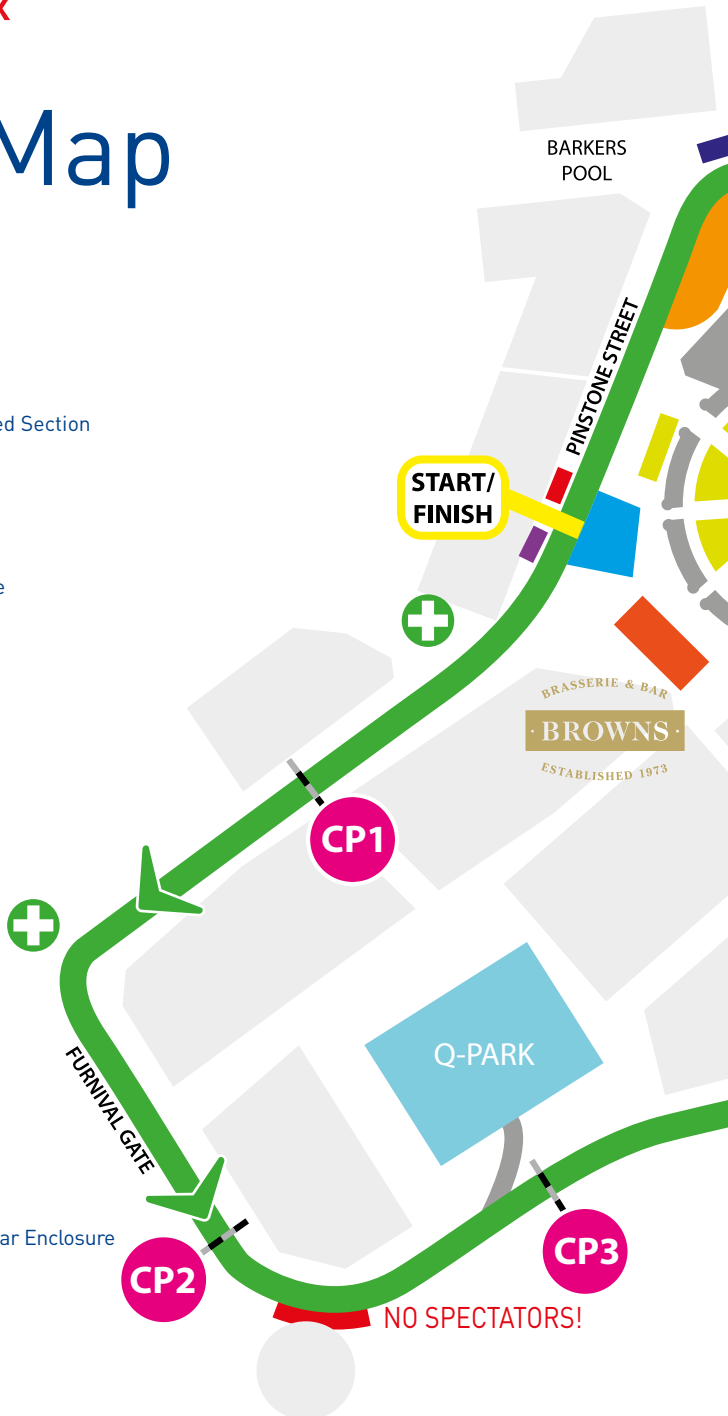 Map
BARKERS
POOL
PINSTONE STREET
ed Section
START/
FINISH
BRASSERIE & BAR
· BROWNS ·
ESTABLISHED 1973
CP1
Q-PARK
FURNIVAL GATE
ar Enclosure
CP2
CP3
NO SPECTATORS!